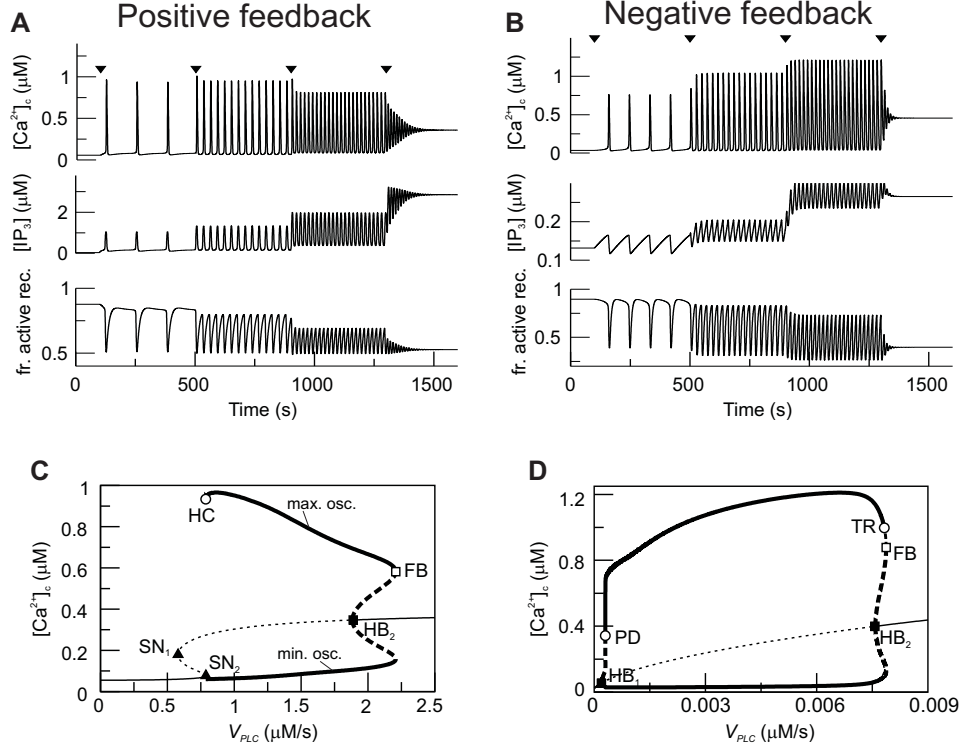 Positive feedback
Negative feedback
A
[Ca²⁺]c (μM)
1
0.5
0
[IP₃] (μM)
2
0
fr. active rec.
1
0.5
0
500
1000
1500
Time (s)
B
[Ca²⁺]c (μM)
1
0.5
0
[IP₃] (μM)
0.2
0.1
fr. active rec.
1
0.5
0
500
1000
1500
Time (s)
C
[Ca²⁺]c (μM)
1
0.8
0.6
0.4
0.2
0
HC
max. osc.
FB
HB₂
SN₁
SN₂
min. osc.
0
0.5
1
1.5
2
2.5
V_PLC (μM/s)
D
[Ca²⁺]c (μM)
1.2
0.8
0.4
0
TR
FB
PD
HB₂
HB₁
0
0.003
0.006
0.009
V_PLC (μM/s)